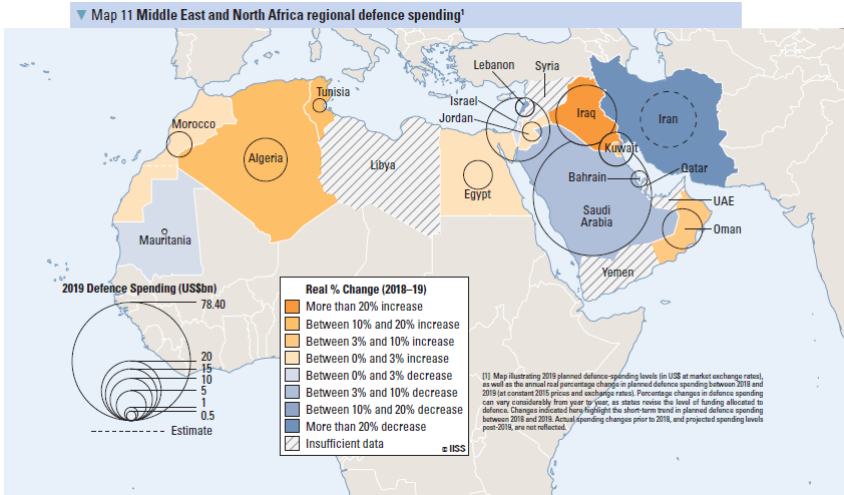 ▼ Map 11 Middle East and North Africa regional defence spending¹
Lebanon
Syria
Tunisia
Israel
Jordan
Morocco
Iraq
Iran
Algeria
Kuwait
Libya
Qatar
Bahrain
Egypt
UAE
Saudi
Arabia
Oman
Mauritania
Yemen
2019 Defence Spending (US$bn)
78.40
20
15
10
5
1
0.5
Estimate
Real % Change (2018–19)
More than 20% increase
Between 10% and 20% increase
Between 3% and 10% increase
Between 0% and 3% increase
Between 0% and 3% decrease
Between 3% and 10% decrease
Between 10% and 20% decrease
More than 20% decrease
Insufficient data
© IISS
[1] Map illustrating 2019 planned defence-spending levels (in US$ at market exchange rates),
as well as the annual real percentage change in planned defence spending between 2018 and
2019 (at constant 2015 prices and exchange rates). Percentage changes in defence spending
can vary considerably from year to year, as states revise the level of funding allocated to
defence. Changes indicated here highlight the short-term trend in planned defence spending
between 2018 and 2019. Actual spending changes prior to 2018, and projected spending levels
post-2019, are not reflected.